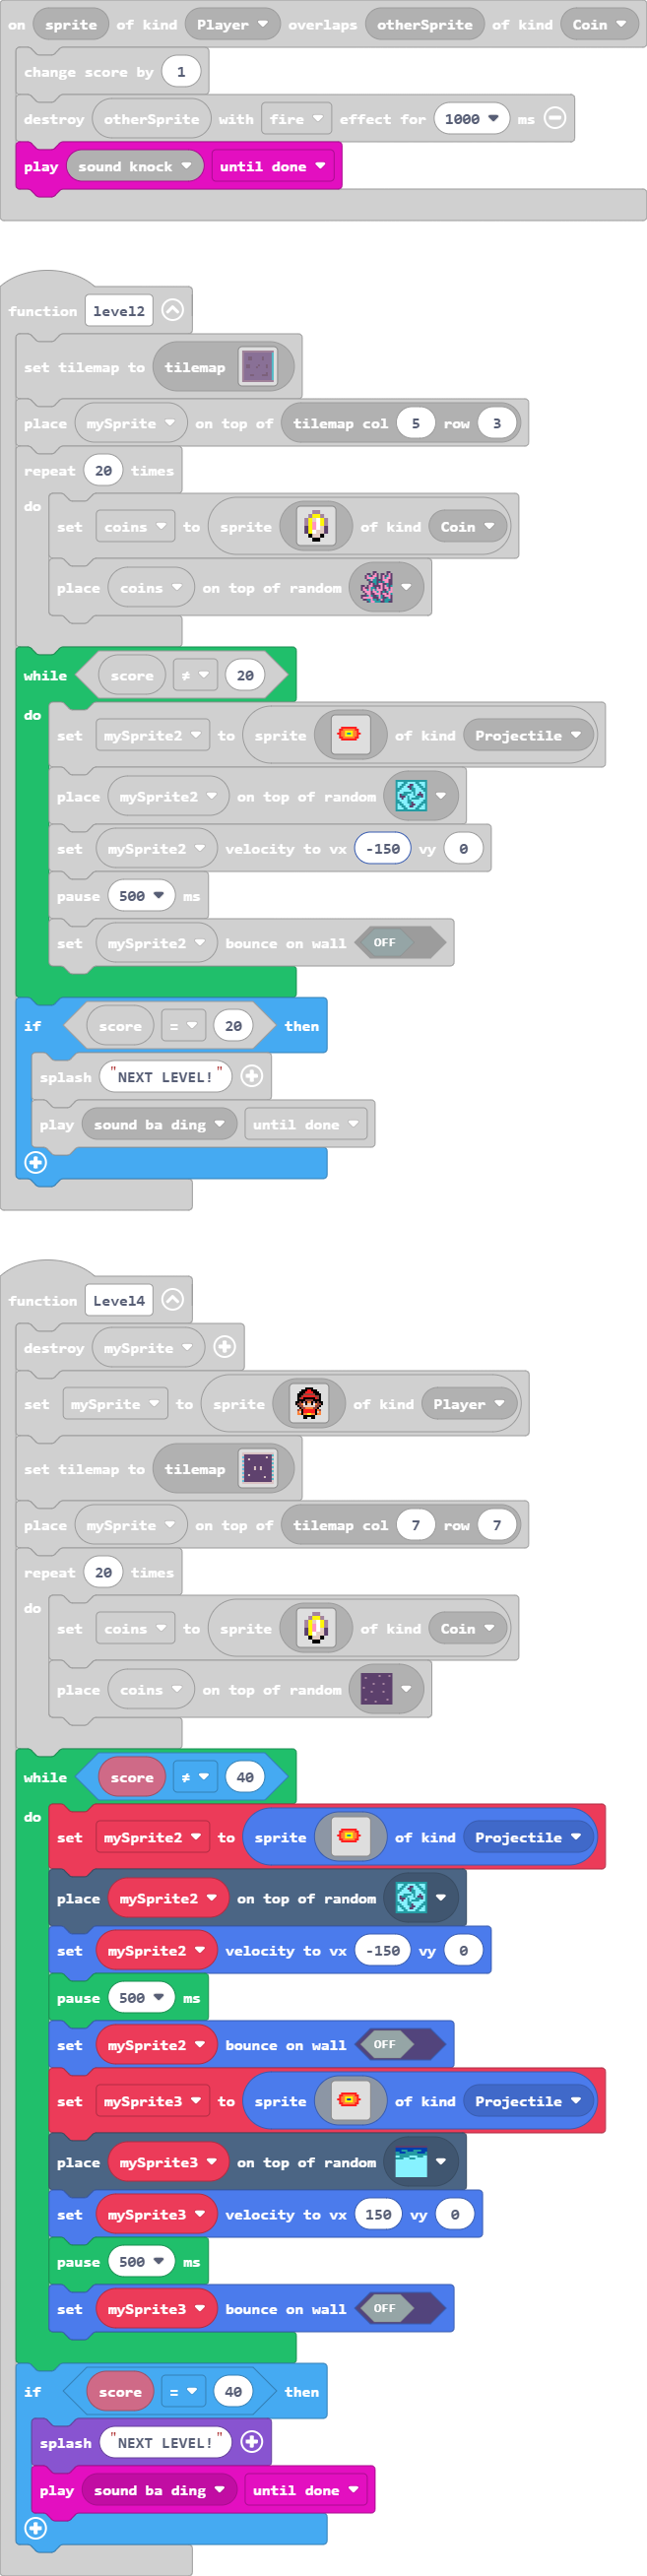 on sprite of kind Player overlaps otherSprite of kind Coin
change score by 1
destroy otherSprite with fire effect for 1000 ms
play sound knock until done
function level2
set tilemap to tilemap
place mySprite on top of tilemap col 5 row 3
repeat 20 times
do
set coins to sprite of kind Coin
place coins on top of random
while score ≠ 20
do
set mySprite2 to sprite of kind Projectile
place mySprite2 on top of random
set mySprite2 velocity to vx -150 vy 0
pause 500 ms
set mySprite2 bounce on wall OFF
if score = 20 then
splash "NEXT LEVEL!"
play sound ba ding until done
function Level4
destroy mySprite
set mySprite to sprite of kind Player
set tilemap to tilemap
place mySprite on top of tilemap col 7 row 7
repeat 20 times
do
set coins to sprite of kind Coin
place coins on top of random
while score ≠ 40
do
set mySprite2 to sprite of kind Projectile
place mySprite2 on top of random
set mySprite2 velocity to vx -150 vy 0
pause 500 ms
set mySprite2 bounce on wall OFF
set mySprite3 to sprite of kind Projectile
place mySprite3 on top of random
set mySprite3 velocity to vx 150 vy 0
pause 500 ms
set mySprite3 bounce on wall OFF
if score = 40 then
splash "NEXT LEVEL!"
play sound ba ding until done